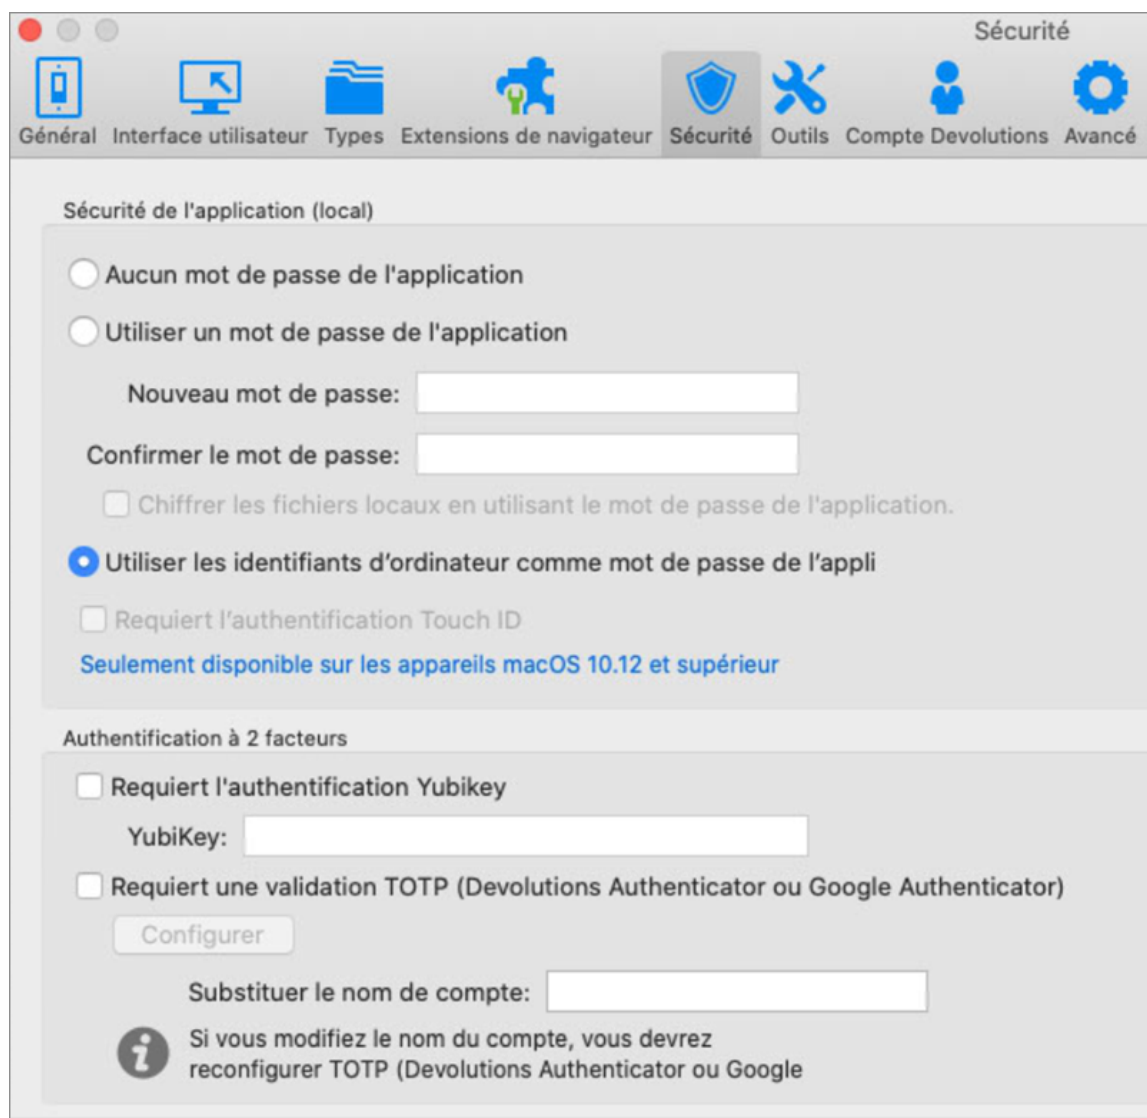 Sécurité
Général Interface utilisateur Types Extensions de navigateur Sécurité Outils Compte Devolutions Avancé
Sécurité de l'application (local)
Aucun mot de passe de l'application
Utiliser un mot de passe de l'application
Nouveau mot de passe:
Confirmer le mot de passe:
Chiffrer les fichiers locaux en utilisant le mot de passe de l'application.
Utiliser les identifiants d’ordinateur comme mot de passe de l’appli
Requiert l’authentification Touch ID
Seulement disponible sur les appareils macOS 10.12 et supérieur
Authentification à 2 facteurs
Requiert l'authentification Yubikey
YubiKey:
Requiert une validation TOTP (Devolutions Authenticator ou Google Authenticator)
Configurer
Substituer le nom de compte:
Si vous modifiez le nom du compte, vous devrez
reconfigurer TOTP (Devolutions Authenticator ou Google